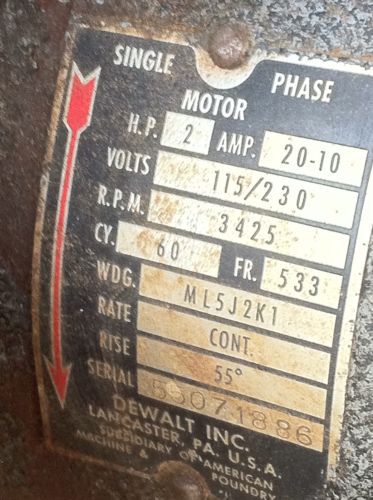 SINGLE PHASE
MOTOR
H.P. 2 AMP. 20-10
VOLTS 115/230
R.P.M. 3425
CY. 60 FR. 533
WDG. ML5J2K1
RATE CONT.
RISE 55°
SERIAL
DEWALT INC.
LANCASTER, PA. U.S.A.
SUBSIDIARY OF AMERICAN
MACHINE & FOUNDRY